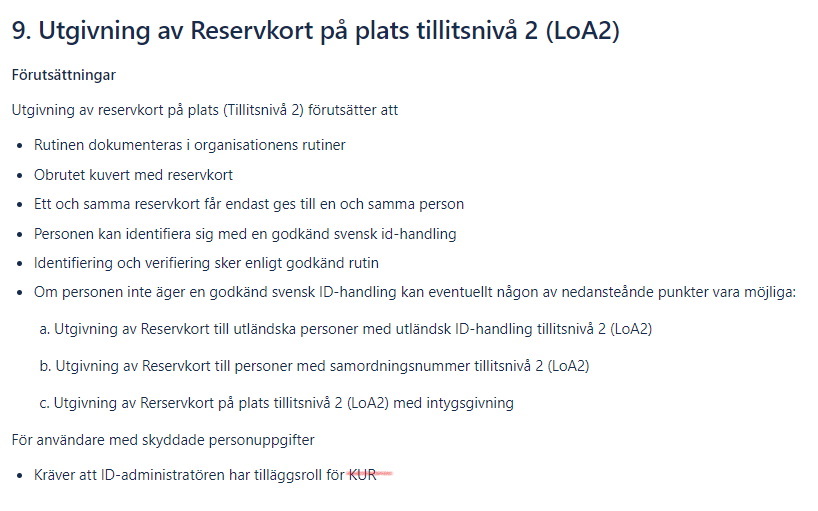 9. Utgivning av Reservkort på plats tillitsnivå 2 (LoA2)
Förutsättningar
Utgivning av reservkort på plats (Tillitsnivå 2) förutsätter att
• Rutinen dokumenteras i organisationens rutiner
• Obrutet kuvert med reservkort
• Ett och samma reservkort får endast ges till en och samma person
• Personen kan identifiera sig med en godkänd svensk id-handling
• Identifiering och verifiering sker enligt godkänd rutin
• Om personen inte äger en godkänd svensk ID-handling kan eventuellt någon av nedansteånde punkter vara möjliga:
a. Utgivning av Reservkort till utländska personer med utländsk ID-handling tillitsnivå 2 (LoA2)
b. Utgivning av Reservkort till personer med samordningsnummer tillitsnivå 2 (LoA2)
c. Utgivning av Rerservkort på plats tillitsnivå 2 (LoA2) med intygsgivning
För användare med skyddade personuppgifter
• Kräver att ID-administratören har tilläggsroll för KUR